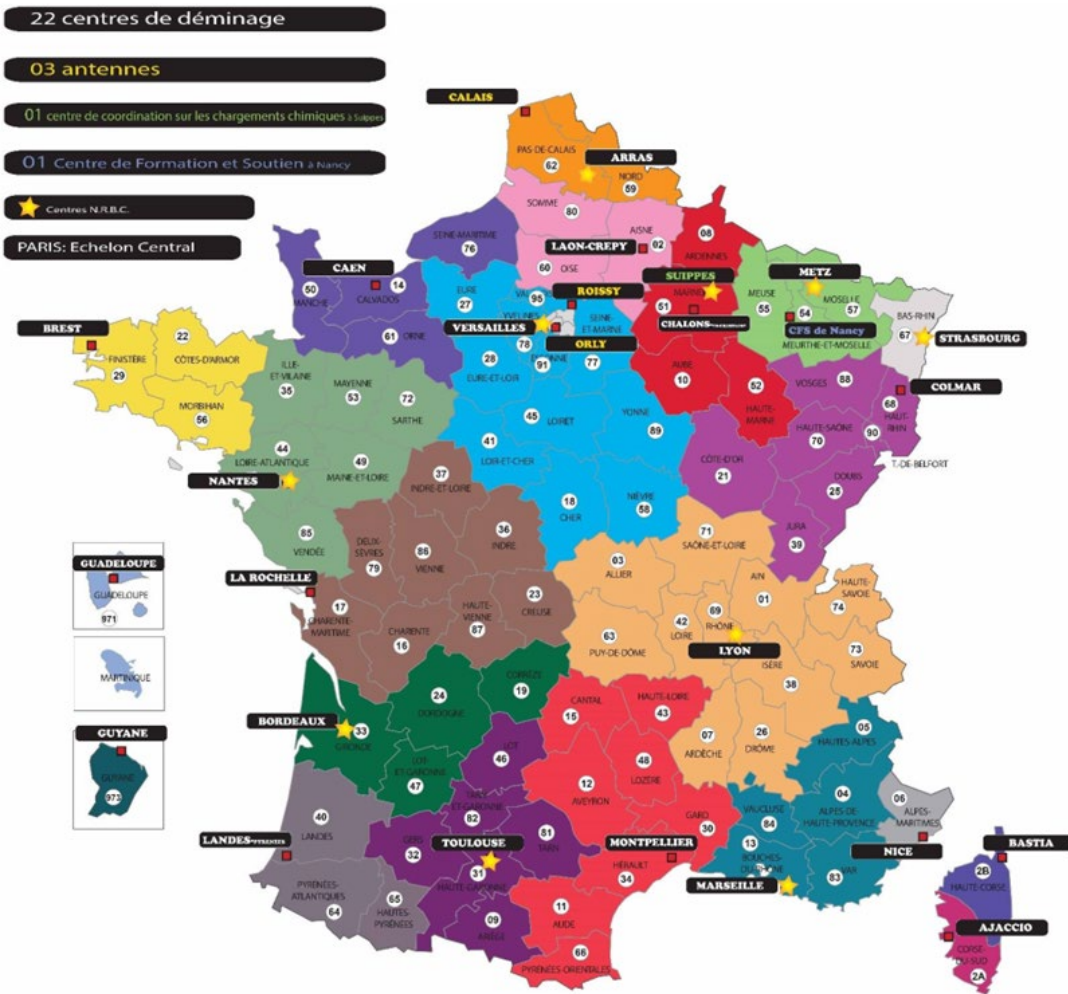 22 centres de déminage
03 antennes
01 centre de coordination sur les chargements chimiques à Suippes
01 Centre de Formation et Soutien à Nancy
Centres N.R.B.C.
PARIS: Echelon Central
CALAIS
PAS-DE-CALAIS
62
ARRAS
NORD
59
SOMME
80
AISNE
02
LAON-CREPY
60
OISE
08
ARDENNES
SEINE-MARITIME
76
CAEN
50
MANCHE
14
CALVADOS
61
ORNE
EURE
27
95
ROISSY
YVELINES
VERSAILLES
78
ORLY
91
SEINE-
ET-MARNE
77
SUIPPES
MARNE
51
CHALONS
METZ
MEUSE
55
54
MOSELLE
57
CFS de Nancy
MEURTHE-ET-MOSELLE
BAS-RHIN
67
STRASBOURG
COLMAR
BREST
FINISTÈRE
29
22
CÔTES-D'ARMOR
MORBIHAN
56
ILLE-
ET-VILAINE
35
MAYENNE
53
72
SARTHE
28
EURE-ET-LOIR
45
LOIRET
41
LOIR-ET-CHER
YONNE
89
AUBE
10
52
HAUTE-
MARNE
VOSGES
88
68
HAUT-
RHIN
HAUTE-SAÔNE
70
90
T.-DE-BELFORT
44
LOIRE-ATLANTIQUE
NANTES
49
MAINE-ET-LOIRE
37
INDRE-ET-LOIRE
18
CHER
NIÈVRE
58
CÔTE-D'OR
21
DOUBS
25
JURA
39
85
VENDÉE
DEUX-
SÈVRES
79
86
VIENNE
36
INDRE
03
ALLIER
71
SAÔNE-ET-LOIRE
AIN
01
HAUTE-
SAVOIE
74
LA ROCHELLE
17
CHARENTE-
MARITIME
CHARENTE
16
HAUTE-
VIENNE
87
23
CREUSE
63
PUY-DE-DÔME
42
LOIRE
69
RHÔNE
LYON
ISÈRE
38
73
SAVOIE
GUADELOUPE
GUADELOUPE
971
MARTINIQUE
GUYANE
GUYANE
973
BORDEAUX
33
GIRONDE
24
DORDOGNE
CORRÈZE
19
CANTAL
15
HAUTE-LOIRE
43
07
ARDÈCHE
26
DRÔME
05
HAUTES-ALPES
LOT-
ET-GARONNE
47
LOT
46
12
AVEYRON
48
LOZÈRE
40
LANDES
LANDES-PYRENEES
GERS
32
TARN-
ET-GARONNE
82
TOULOUSE
81
TARN
31
HAUTE-GARONNE
MONTPELLIER
HÉRAULT
34
GARD
30
VAUCLUSE
84
04
ALPES-DE-
HAUTE-PROVENCE
06
ALPES-
MARITIMES
NICE
13
BOUCHES-
DU-RHÔNE
MARSEILLE
83
VAR
PYRÉNÉES-
ATLANTIQUES
64
65
HAUTES-
PYRÉNÉES
09
ARIÈGE
11
AUDE
66
PYRÉNÉES-ORIENTALES
BASTIA
2B
HAUTE-CORSE
AJACCIO
CORSE-
DU-SUD
2A